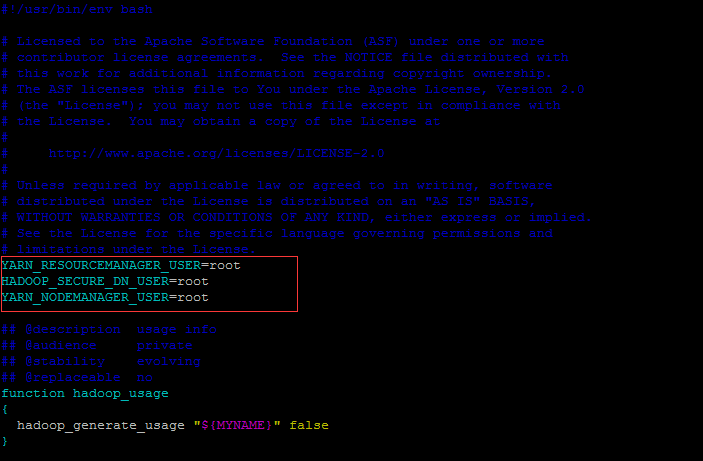 #!/usr/bin/env bash
# Licensed to the Apache Software Foundation (ASF) under one or more
# contributor license agreements.  See the NOTICE file distributed with
# this work for additional information regarding copyright ownership.
# The ASF licenses this file to You under the Apache License, Version 2.0
# (the "License"); you may not use this file except in compliance with
# the License.  You may obtain a copy of the License at
#
#     http://www.apache.org/licenses/LICENSE-2.0
#
# Unless required by applicable law or agreed to in writing, software
# distributed under the License is distributed on an "AS IS" BASIS,
# WITHOUT WARRANTIES OR CONDITIONS OF ANY KIND, either express or implied.
# See the License for the specific language governing permissions and
# limitations under the License.
YARN_RESOURCEMANAGER_USER=root
HADOOP_SECURE_DN_USER=root
YARN_NODEMANAGER_USER=root
## @description  usage info
## @audience     private
## @stability    evolving
## @replaceable  no
function hadoop_usage
{
  hadoop_generate_usage "${MYNAME}" false
}